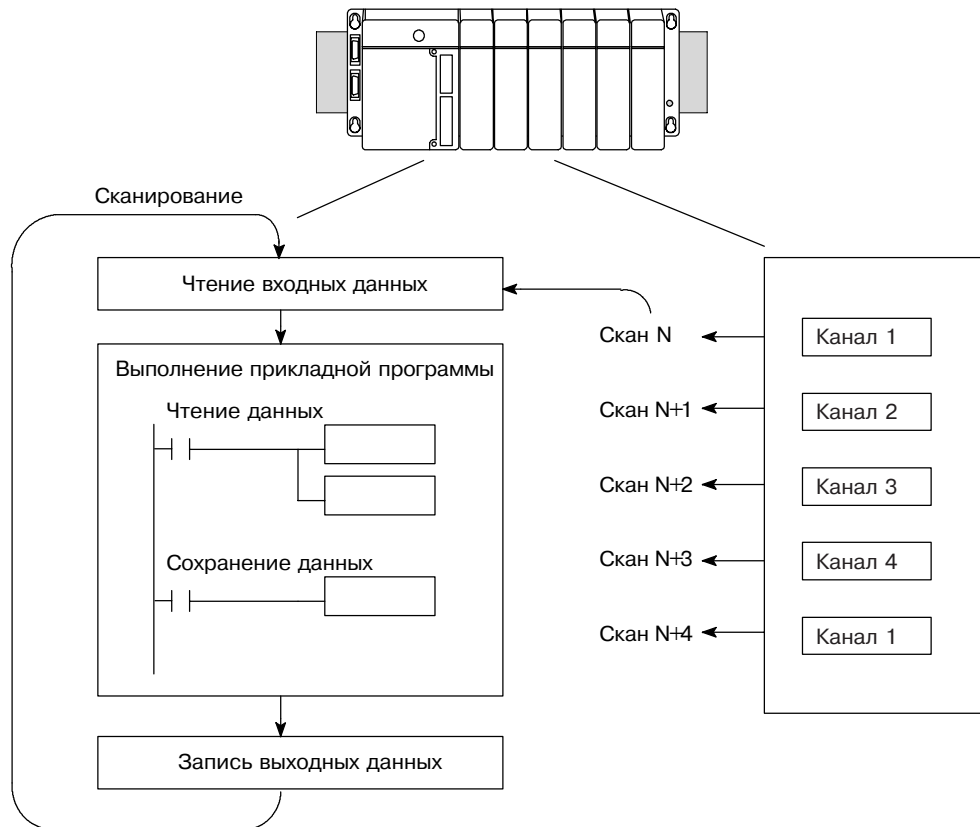 Сканирование
Чтение входных данных
Выполнение прикладной программы
Чтение данных
Сохранение данных
Запись выходных данных
Скан N
Канал 1
Скан N+1
Канал 2
Скан N+2
Канал 3
Скан N+3
Канал 4
Скан N+4
Канал 1